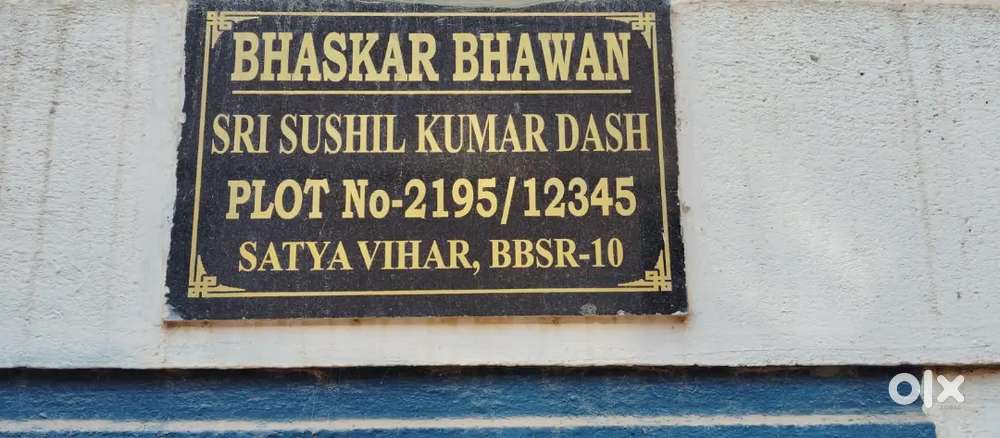 BHASKAR BHAWAN
SRI SUSHIL KUMAR DASH
PLOT No-2195/12345
SATYA VIHAR, BBSR-10
olx